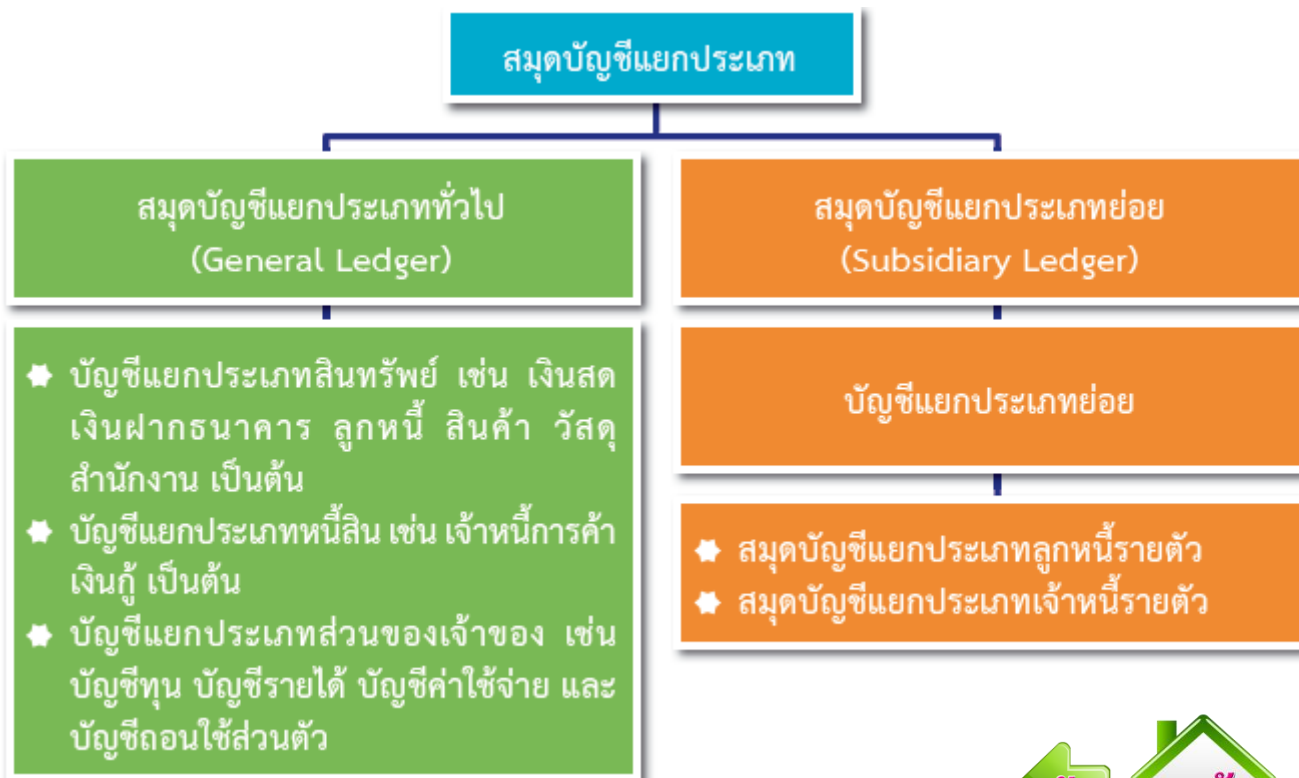 สมุดบัญชีแยกประเภท
สมุดบัญชีแยกประเภททั่วไป
(General Ledger)
สมุดบัญชีแยกประเภทย่อย
(Subsidiary Ledger)
บัญชีแยกประเภทสินทรัพย์ เช่น เงินสด
เงินฝากธนาคาร ลูกหนี้ สินค้า วัสดุ
สำนักงาน เป็นต้น
บัญชีแยกประเภทหนี้สิน เช่น เจ้าหนี้การค้า
เงินกู้ เป็นต้น
บัญชีแยกประเภทส่วนของเจ้าของ เช่น
บัญชีทุน บัญชีรายได้ บัญชีค่าใช้จ่าย และ
บัญชีถอนใช้ส่วนตัว
บัญชีแยกประเภทย่อย
สมุดบัญชีแยกประเภทลูกหนี้รายตัว
สมุดบัญชีแยกประเภทเจ้าหนี้รายตัว